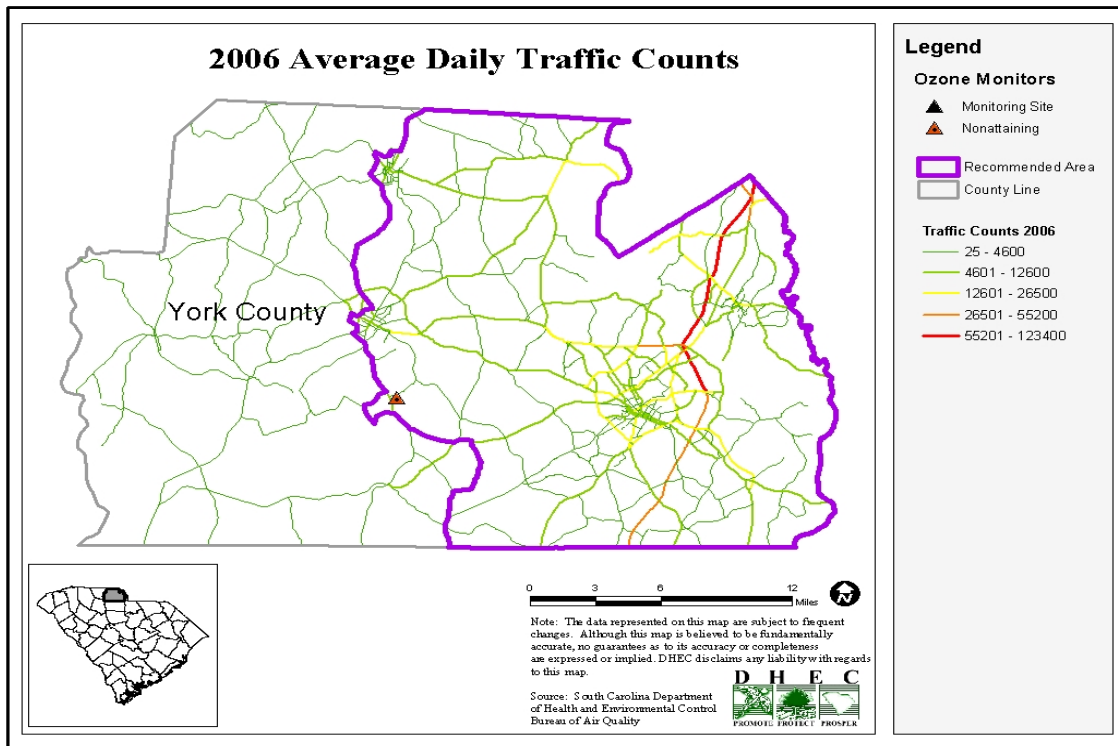 2006 Average Daily Traffic Counts
York County
0 3 6 12
Miles
N
Note: The data represented on this map are subject to frequent
changes. Although this map is believed to be fundamentally
accurate, no guarantees as to its accuracy or completeness
are expressed or implied. DHEC disclaims any liability with regards
to this map.
Source: South Carolina Department
of Health and Environmental Control
Bureau of Air Quality
D H E C
PROMOTE PROTECT PROSPER
Legend
Ozone Monitors
Monitoring Site
Nonattaining
Recommended Area
County Line
Traffic Counts 2006
25 - 4600
4601 - 12600
12601 - 26500
26501 - 55200
55201 - 123400